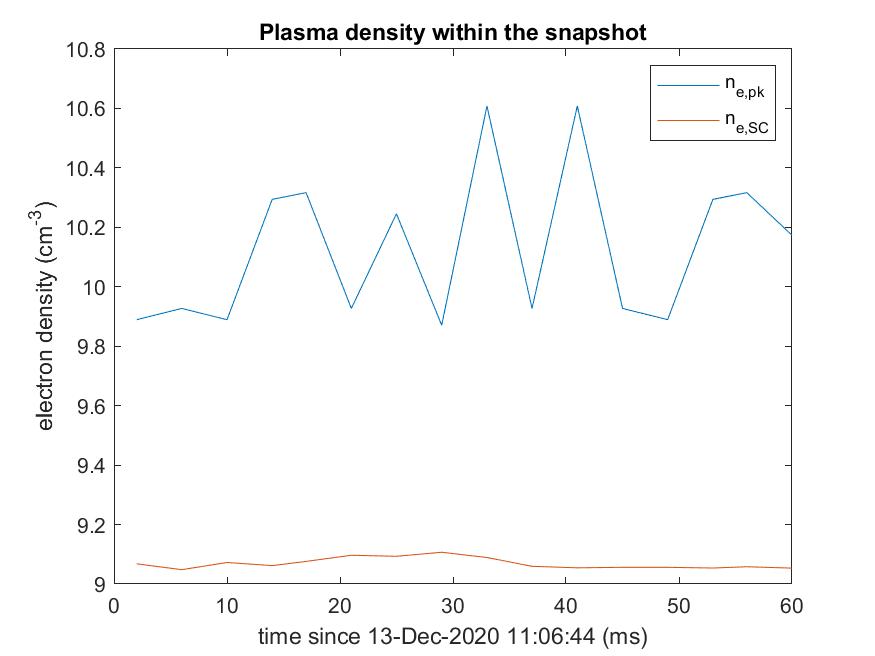 Plasma density within the snapshot
10.8
10.6
10.4
10.2
10
9.8
9.6
9.4
9.2
9
electron density (cm⁻³)
n_e,pk
n_e,SC
0 10 20 30 40 50 60
time since 13-Dec-2020 11:06:44 (ms)